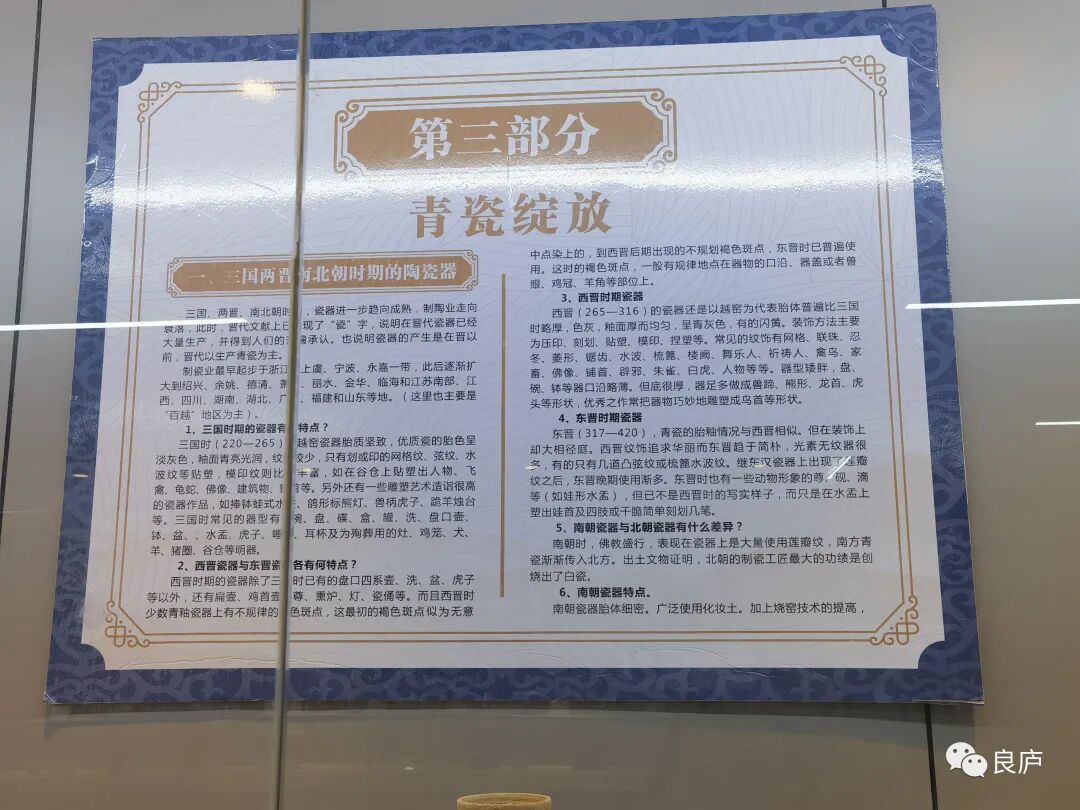 第三部分
青瓷绽放
一、三国两晋南北朝时期的陶瓷器
三国、两晋、南北朝时，瓷器进一步趋向成熟，制陶业走向
衰落，此时，晋代文献上已现了“瓷”字，说明在晋代瓷器已经
大量生产，并得到人们的遍承认。也说明瓷器的产生是在晋以
前，晋代以生产青瓷为主。
制瓷业最早起步于浙江上虞、宁波、永嘉一带，此后逐渐扩
大到绍兴、余姚、德清、萧、丽水、金华、临海和江苏南部、江
西、四川、湖南、湖北、广、福建和山东等地。（这里也主要是
“百越”地区为主）。
1、三国时期的瓷器有特点？
三国时（220—265）越窑瓷器胎质坚致，优质瓷的胎色呈
淡灰色，釉面青亮光润，纹较少，只有划或印的网格纹、弦纹、水
波纹等贴塑，模印纹则比丰富，如在谷仓上贴塑出人物、飞
禽、龟蛇、佛像、建筑物、首等。另外还有一些雕塑艺术造诣很高
的瓷器作品，如捧钵蛙式水、鸽形标熊灯、兽柄虎子、跪羊烛台
等。三国时常见的器型有碗、盘、碟、盒、罐、洗、盘口壶、
钵、盆、、水盂、虎子、唾、耳杯及为殉葬用的灶、鸡笼、犬、
羊、猪圈、谷仓等明器。
2、西晋瓷器与东晋瓷各有何特点？
西晋时期的瓷器除了三时已有的盘口四系壶、洗、盆、虎子
等以外，还有扁壶、鸡首壶尊、熏炉、灯、瓷俑等。而且西晋时
少数青釉瓷器上有不规律的色斑点，这最初的褐色斑点似为无意
中点染上的，到西晋后期出现的不规划褐色斑点，东晋时已普遍使
用。这时的褐色斑点，一般有规律地点在器物的口沿、器盖或者兽
眼、鸡冠、羊角等部位上。
3、西晋时期瓷器
西晋（265—316）的瓷器还是以越窑为代表胎体普遍比三国
时略厚，色灰，釉面厚而均匀，呈青灰色，有的闪黄。装饰方法主要
为压印、刻划、贴塑、模印、捏塑等。常见的纹饰有网格、联珠、忍
冬、菱形、锯齿、水波、梳篦、楼阙、舞乐人、祈祷人、禽鸟、家
畜、佛像、铺首、辟邪、朱雀、白虎、人物等等。器型矮胖，盘、
碗、钵等器口沿略薄。但底很厚，器足多做成兽蹄、熊形、龙首、虎
头等形状，优秀之作常把器物巧妙地雕塑成鸟首等形状。
4、东晋时期瓷器
东晋（317—420），青瓷的胎釉情况与西晋相似。但在装饰上
却大相径庭。西晋纹饰追求华丽而东晋趋于简朴，光素无纹器很
多，有的只有几道凸弦纹或梳篦水波纹。继东汉瓷器上出现了莲瓣
纹之后，东晋晚期使用渐多。东晋时也有一些动物形象的尊、砚、滴
等（如蛙形水盂），但已不是西晋时的写实样子，而只是在水盂上
塑出蛙首及四肢或干脆简单刻划几笔。
5、南朝瓷器与北朝瓷器有什么差异？
南朝时，佛教盛行，表现在瓷器上是大量使用莲瓣纹，南方青
瓷渐渐传入北方。出土文物证明，北朝的制瓷工匠最大的功绩是创
烧出了白瓷。
6、南朝瓷器特点。
南朝瓷器胎体细密。广泛使用化妆土。加上烧窑技术的提高，
良庐